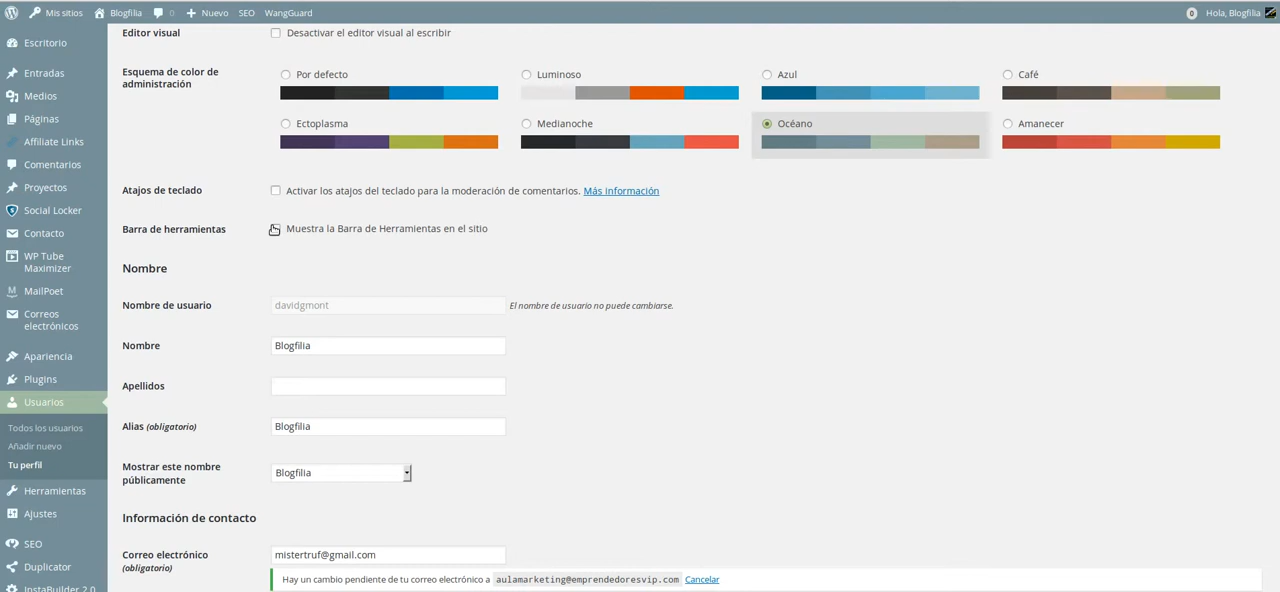 Mis sitios Blogfilia 0 Nuevo SEO WangGuard 0 Hola, Blogfilia
Escritorio
Entradas
Medios
Páginas
Affiliate Links
Comentarios
Proyectos
Social Locker
Contacto
WP Tube
Maximizer
MailPoet
Correos
electrónicos
Apariencia
Plugins
Usuarios
Todos los usuarios
Añadir nuevo
Tu perfil
Herramientas
Ajustes
SEO
Duplicator
InstaBuilder 2.0
Editor visual Desactivar el editor visual al escribir
Esquema de color de
administración
Por defecto Luminoso Azul Café
Ectoplasma Medianoche Océano Amanecer
Atajos de teclado Activar los atajos del teclado para la moderación de comentarios. Más información
Barra de herramientas Muestra la Barra de Herramientas en el sitio
Nombre
Nombre de usuario davidgmont El nombre de usuario no puede cambiarse.
Nombre Blogfilia
Apellidos
Alias (obligatorio) Blogfilia
Mostrar este nombre
públicamente
Blogfilia
Información de contacto
Correo electrónico
(obligatorio)
mistertruf@gmail.com
Hay un cambio pendiente de tu correo electrónico a aulamarketing@emprendedoresvip.com Cancelar